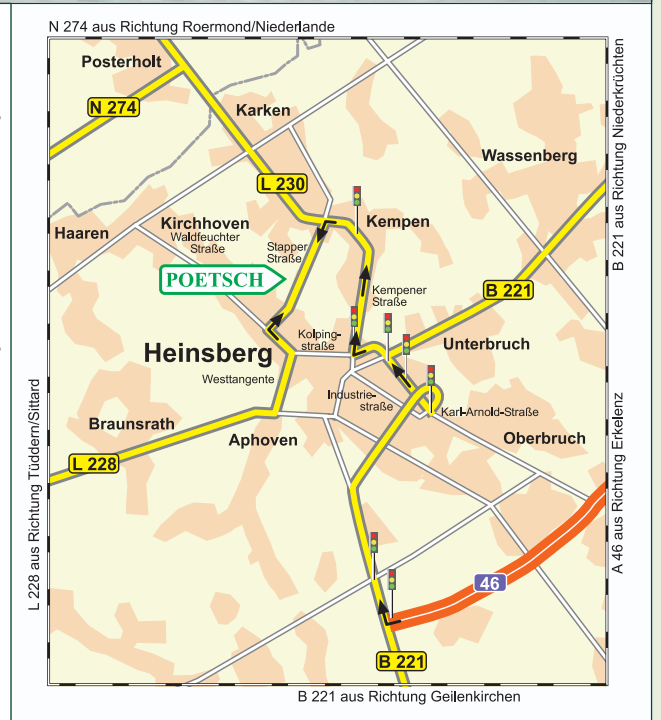 N 274 aus Richtung Roermond/Niederlande
Posterholt
N 274
Karken
Wassenberg
L 230
Kirchhoven
Waldfeuchter
Straße
Haaren
Stapper
Straße
Kempen
POETSCH
Kempener
Straße
B 221
Kolping-
straße
Unterbruch
Heinsberg
Westtangente
Industrie-
straße
Karl-Arnold-Straße
Braunsrath
Aphoven
Oberbruch
L 228
46
B 221
B 221 aus Richtung Geilenkirchen
L 228 aus Richtung Tüddern/Sittard
B 221 aus Richtung Niederkrüchten
A 46 aus Richtung Erkelenz